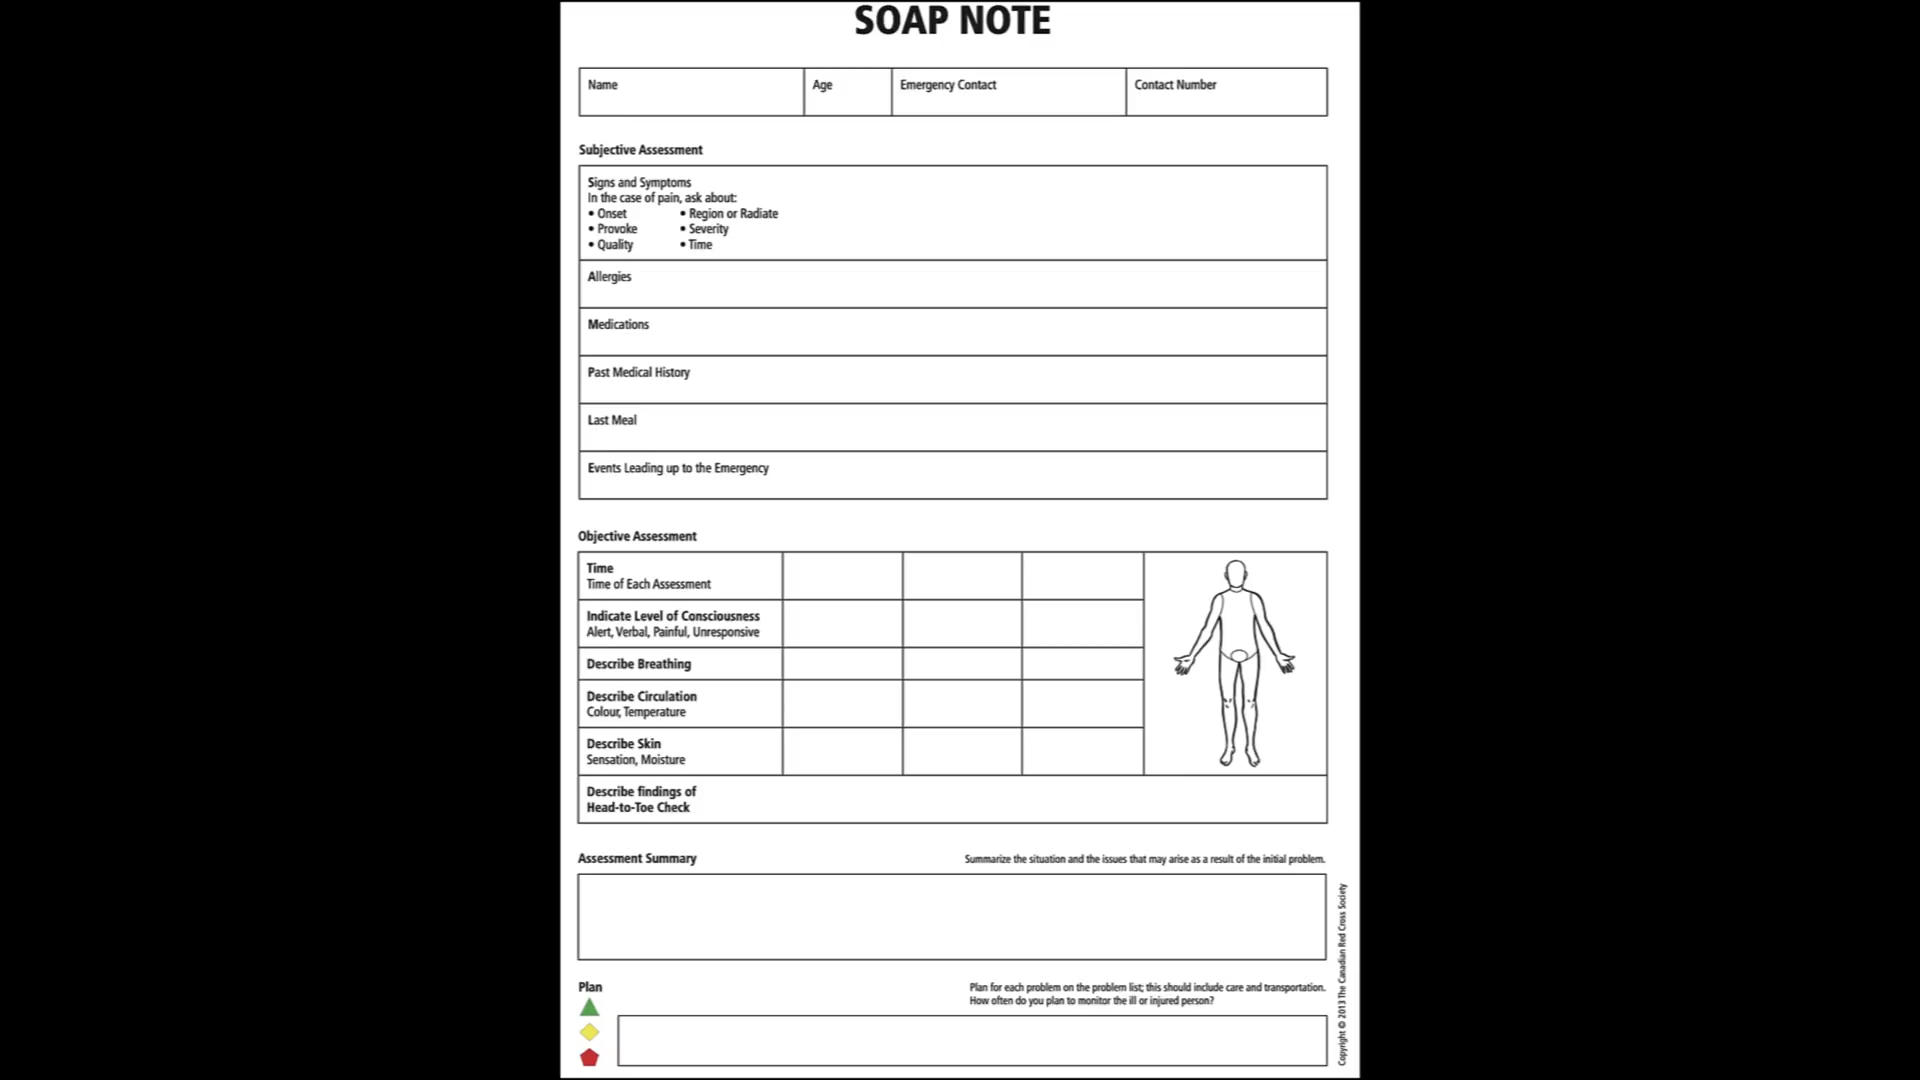 SOAP NOTE
Name Age Emergency Contact Contact Number
Subjective Assessment
Signs and Symptoms
In the case of pain, ask about:
• Onset • Region or Radiate
• Provoke • Severity
• Quality • Time
Allergies
Medications
Past Medical History
Last Meal
Events Leading up to the Emergency
Objective Assessment
Time
Time of Each Assessment
Indicate Level of Consciousness
Alert, Verbal, Painful, Unresponsive
Describe Breathing
Describe Circulation
Colour, Temperature
Describe Skin
Sensation, Moisture
Describe findings of
Head-to-Toe Check
Assessment Summary Summarize the situation and the issues that may arise as a result of the initial problem.
Plan Plan for each problem on the problem list; this should include care and transportation.
How often do you plan to monitor the ill or injured person?
Copyright © 2013 The Canadian Red Cross Society